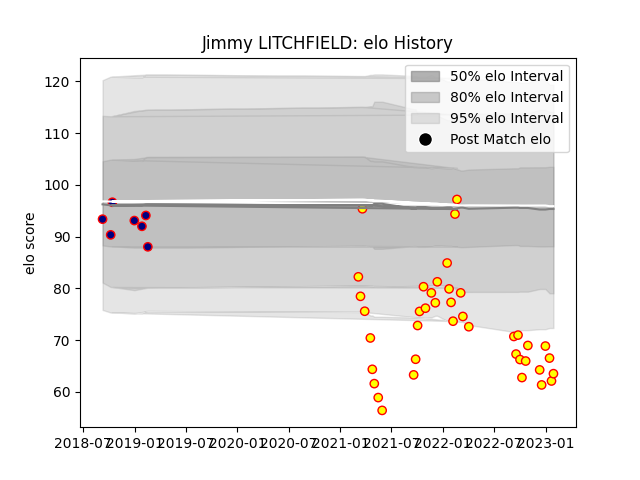 Jimmy LITCHFIELD: elo History
120
110
100
90
80
70
60
elo score
50% elo Interval
80% elo Interval
95% elo Interval
Post Match elo
2018-07 2019-01 2019-07 2020-01 2020-07 2021-01 2021-07 2022-01 2022-07 2023-01